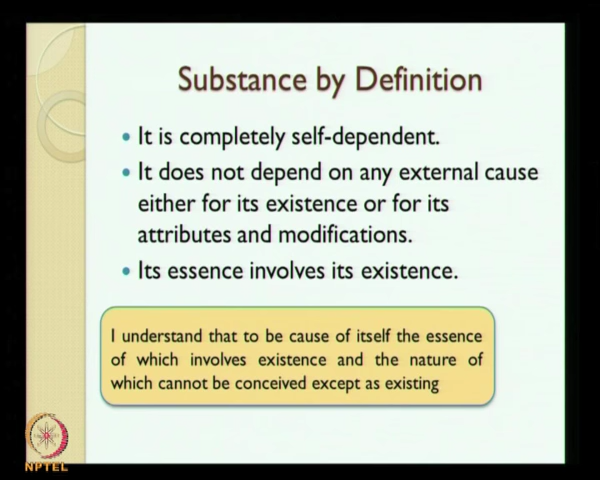 Substance by Definition
• It is completely self-dependent.
• It does not depend on any external cause
either for its existence or for its
attributes and modifications.
• Its essence involves its existence.
I understand that to be cause of itself the essence
of which involves existence and the nature of
which cannot be conceived except as existing
NPTEL